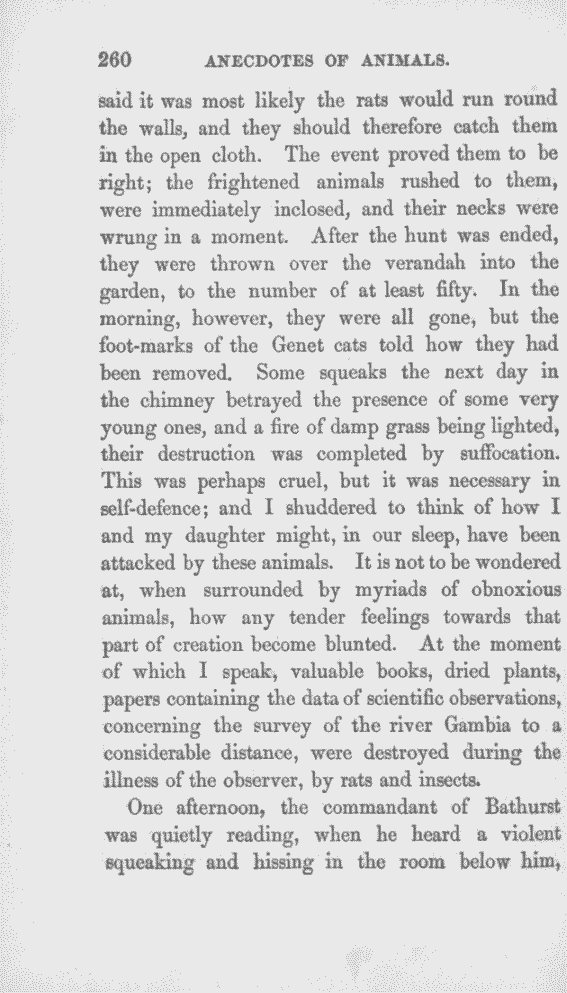 260 ANECDOTES OF ANIMALS.
said it was most likely the rats would run round
the walls, and they should therefore catch them
in the open cloth. The event proved them to be
right; the frightened animals rushed to them,
were immediately inclosed, and their necks were
wrung in a moment. After the hunt was ended,
they were thrown over the verandah into the
garden, to the number of at least fifty. In the
morning, however, they were all gone, but the
foot-marks of the Genet cats told how they had
been removed. Some squeaks the next day in
the chimney betrayed the presence of some very
young ones, and a fire of damp grass being lighted,
their destruction was completed by suffocation.
This was perhaps cruel, but it was necessary in
self-defence; and I shuddered to think of how I
and my daughter might, in our sleep, have been
attacked by these animals. It is not to be wondered
at, when surrounded by myriads of obnoxious
animals, how any tender feelings towards that
part of creation become blunted. At the moment
of which I speak, valuable books, dried plants,
papers containing the data of scientific observations,
concerning the survey of the river Gambia to a
considerable distance, were destroyed during the
illness of the observer, by rats and insects.
One afternoon, the commandant of Bathurst
was quietly reading, when he heard a violent
squeaking and hissing in the room below him,